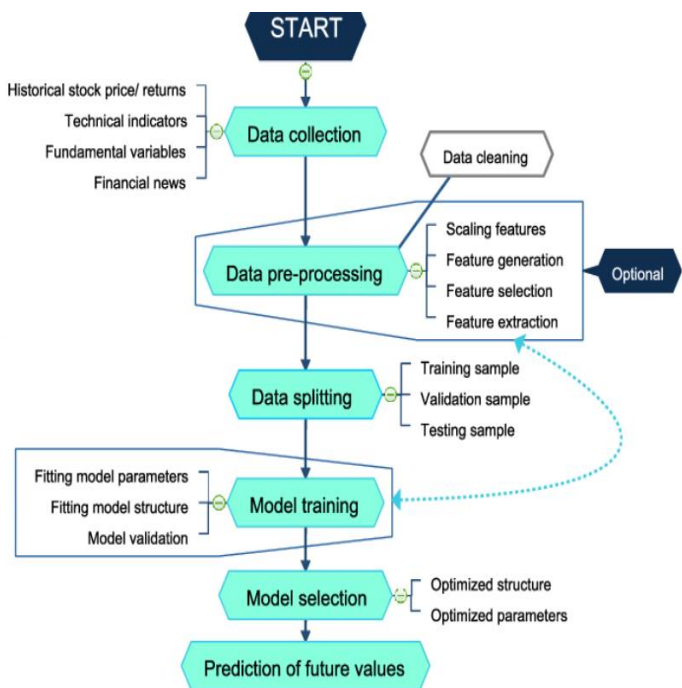 START
Historical stock price/ returns
Technical indicators
Fundamental variables
Financial news
Data collection
Data cleaning
Data pre-processing
Scaling features
Feature generation
Feature selection
Feature extraction
Optional
Data splitting
Training sample
Validation sample
Testing sample
Fitting model parameters
Fitting model structure
Model validation
Model training
Model selection
Optimized structure
Optimized parameters
Prediction of future values